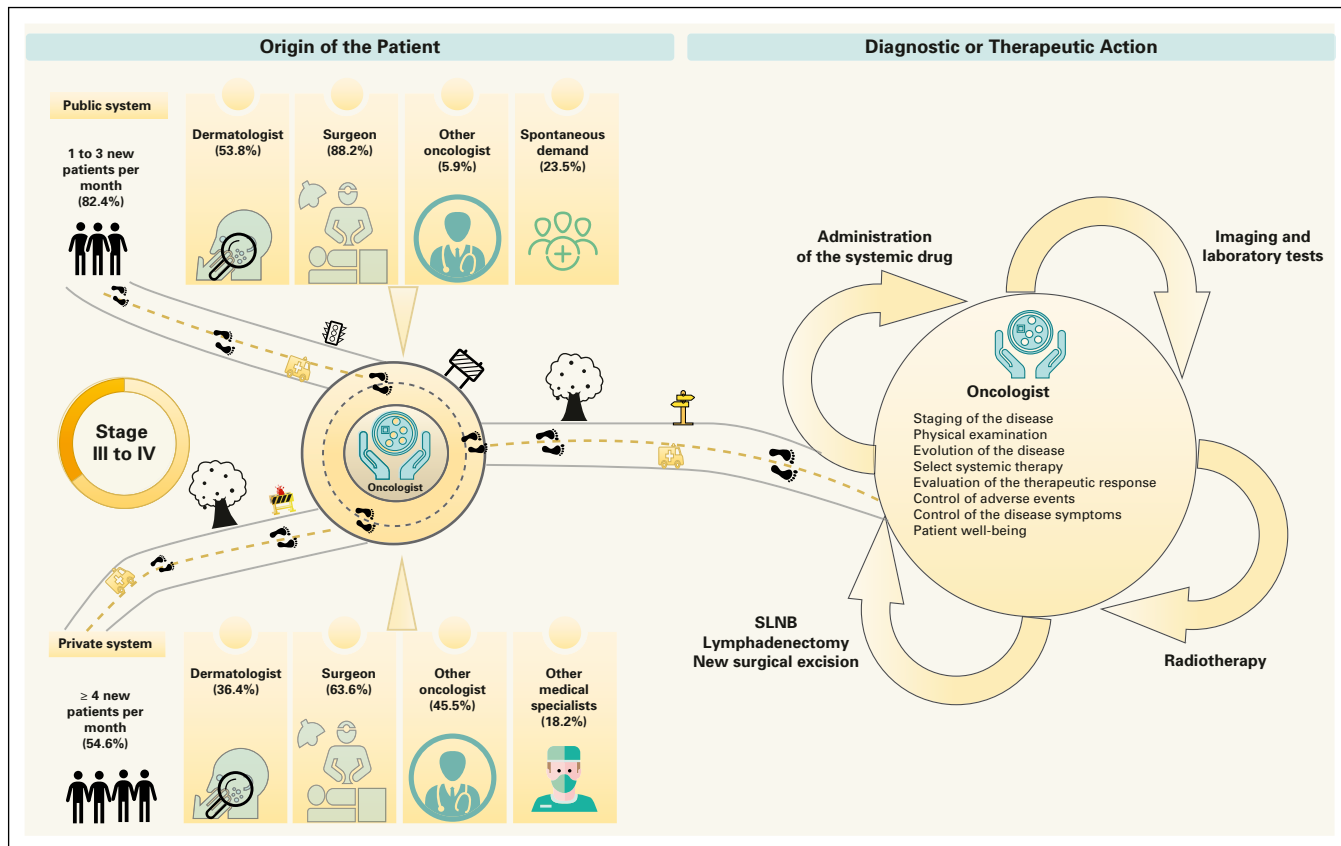 Origin of the Patient
Public system
1 to 3 new
patients per
month
(82.4%)
Dermatologist
(53.8%)
Surgeon
(88.2%)
Other
oncologist
(5.9%)
Spontaneous
demand
(23.5%)
Stage
III to IV
Oncologist
Private system
≥ 4 new
patients per
month
(54.6%)
Dermatologist
(36.4%)
Surgeon
(63.6%)
Other
oncologist
(45.5%)
Other
medical
specialists
(18.2%)
Diagnostic or Therapeutic Action
Administration
of the systemic drug
Imaging and
laboratory tests
Oncologist
Staging of the disease
Physical examination
Evolution of the disease
Select systemic therapy
Evaluation of the therapeutic response
Control of adverse events
Control of the disease symptoms
Patient well-being
SLNB
Lymphadenectomy
New surgical excision
Radiotherapy